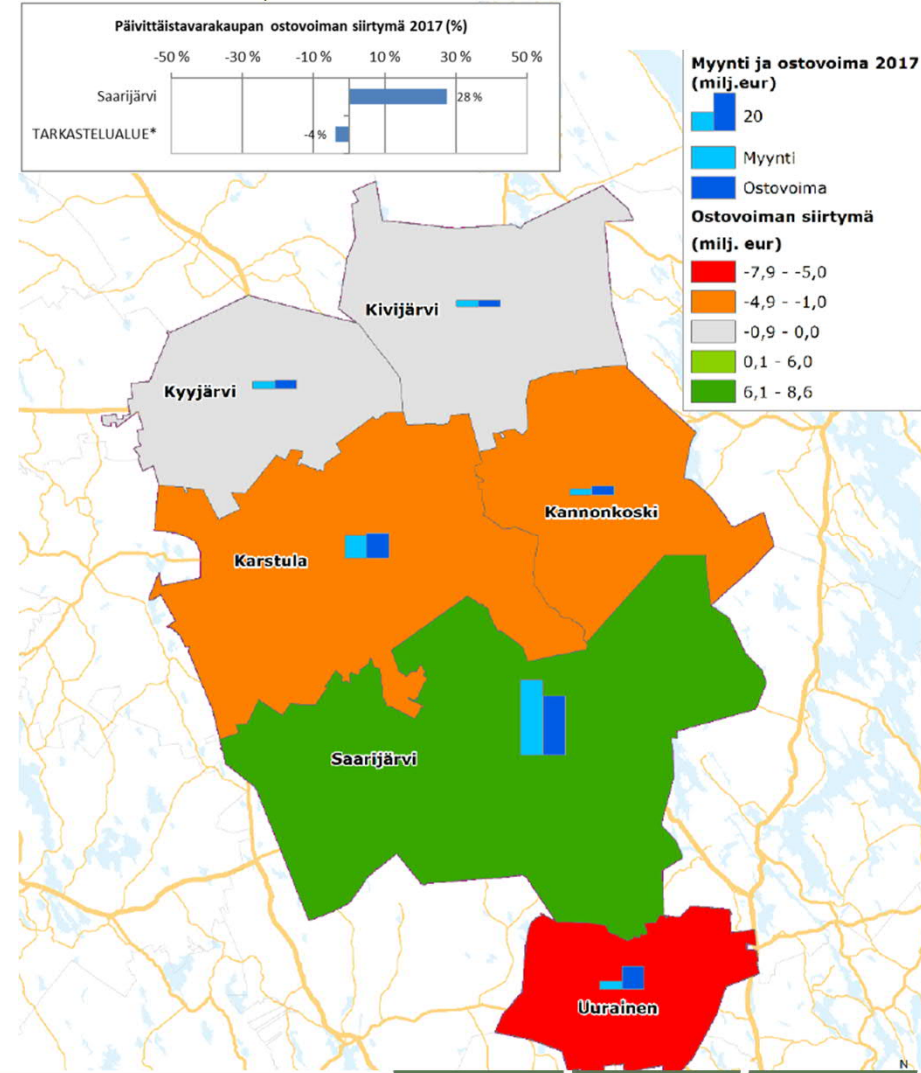 Päivittäistavarakaupan ostovoiman siirtymä 2017 (%)
-50 % -30 % -10 % 10 % 30 % 50 %
Saarijärvi 28 %
TARKASTELUALUE* -4 %
Myynti ja ostovoima 2017
(milj.eur)
20
Myynti
Ostovoima
Ostovoiman siirtymä
(milj. eur)
-7,9 - -5,0
-4,9 - -1,0
-0,9 - 0,0
0,1 - 6,0
6,1 - 8,6
Kivijärvi
Kyyjärvi
Kannonkoski
Karstula
Saarijärvi
Uurainen
N